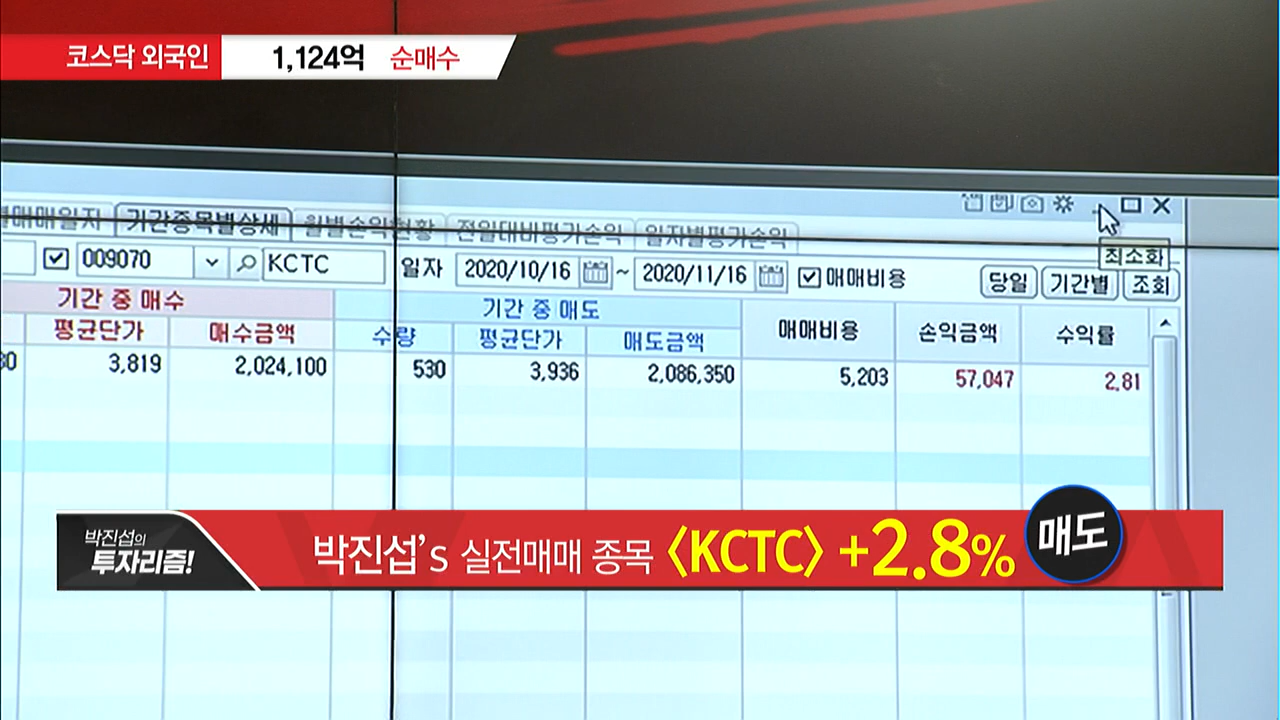 코스닥 외국인 1,124억 순매수
매매일지 기간종목별상세 월별손익현황 전일대비평가손익 일자별평가손익
최소화
009070 KCTC 일자 2020/10/16 ~ 2020/11/16 매매비용 당일 기간별 조회
기간 중 매수 기간 중 매도
평균단가 매수금액 수량 평균단가 매도금액 매매비용 손익금액 수익률
3,819 2,024,100 530 3,936 2,086,350 5,203 57,047 2,81
박진섭의
투자리즘!
박진섭's 실전매매 종목 <KCTC> +2.8% 매도